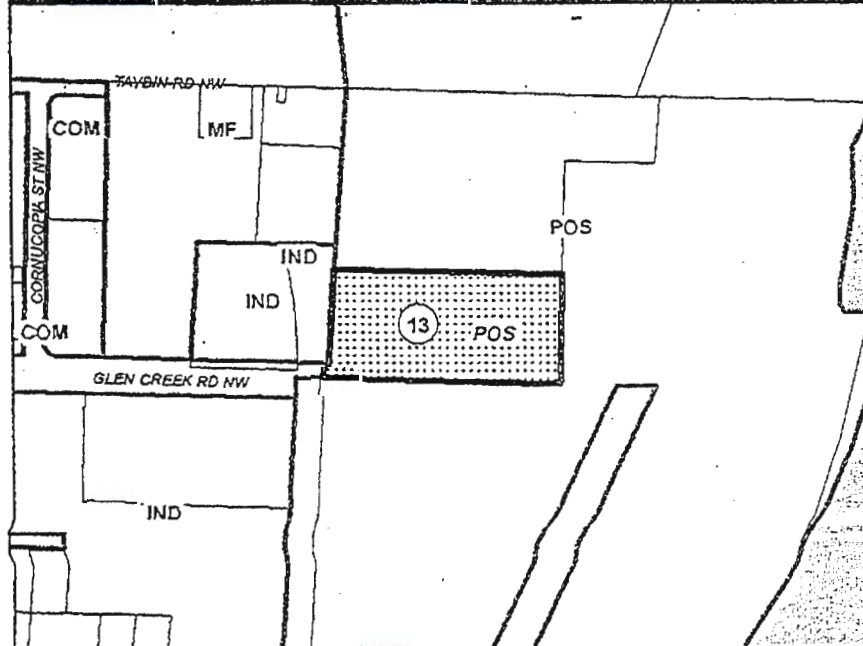 TAYBIN RD NW
COM
MF
CORNUCOPIA ST NW
POS
IND
IND
13
POS
COM
GLEN CREEK RD NW
IND